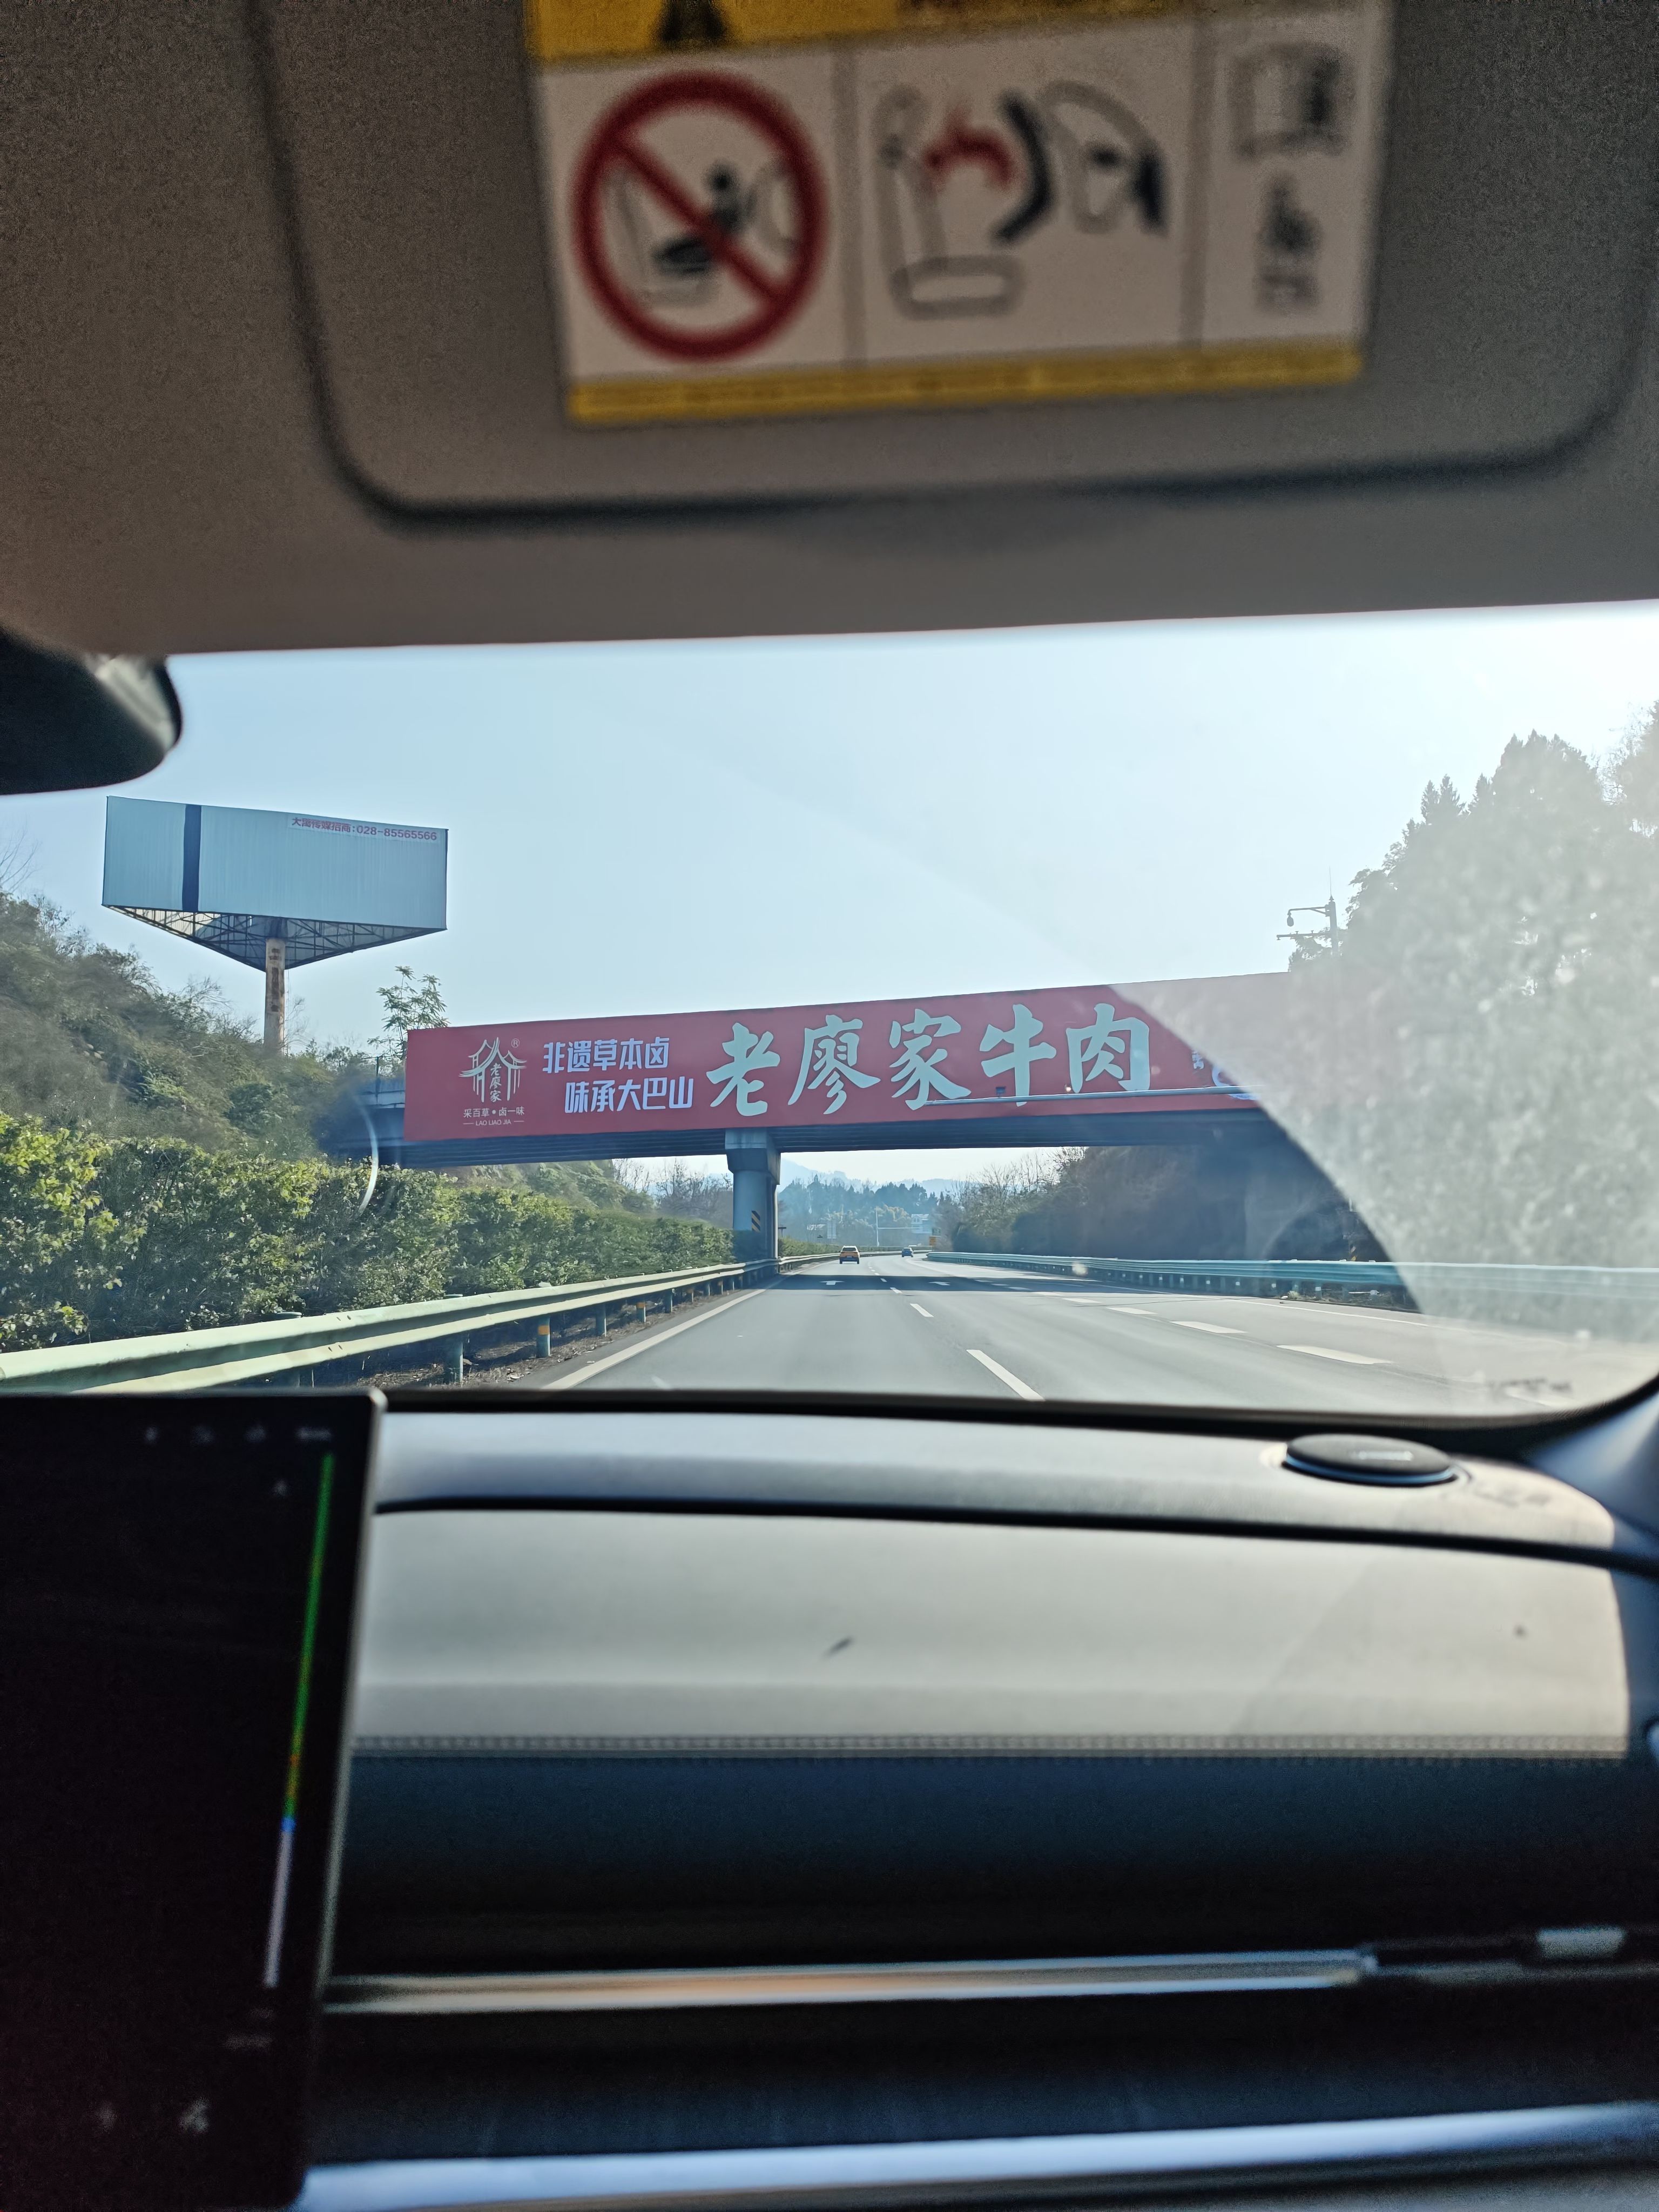 大湾传媒招商:028-85565566
老廖家
®
采百草•卤一味
LAO LIAO JIA
非遗草本卤
味承大巴山
老廖家牛肉